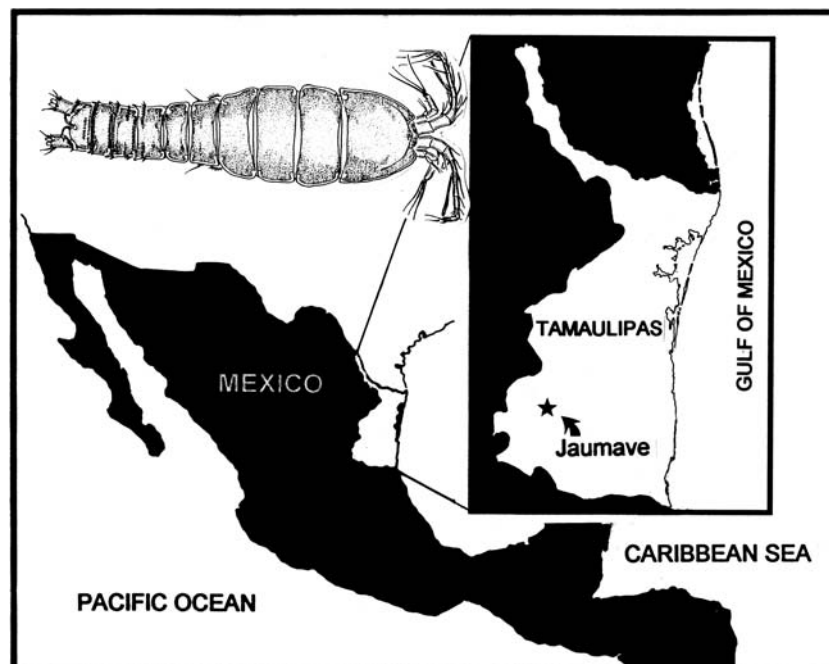 GULF OF MEXICO
TAMAULIPAS
MEXICO
Jaumave
CARIBBEAN SEA
PACIFIC OCEAN